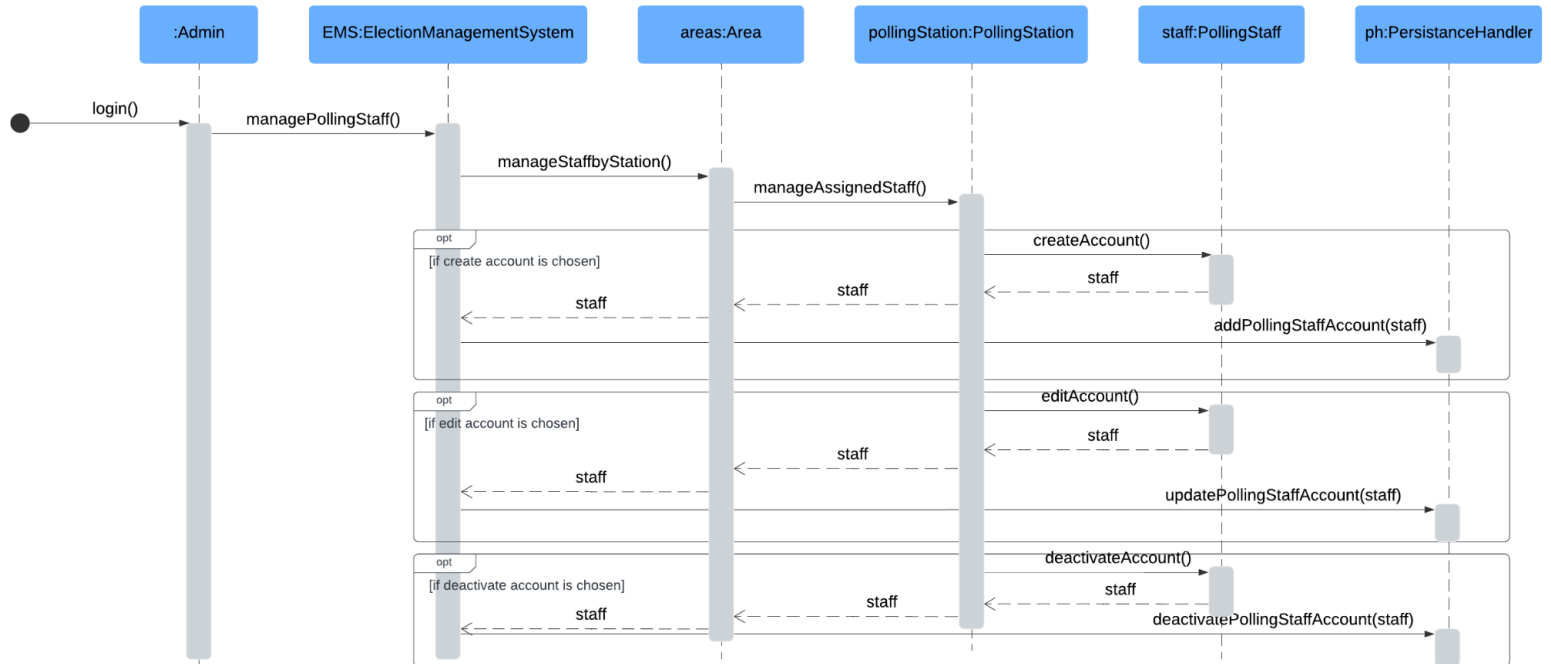 :Admin
EMS:ElectionManagementSystem
areas:Area
pollingStation:PollingStation
staff:PollingStaff
ph:PersistanceHandler
login()
managePollingStaff()
manageStaffbyStation()
manageAssignedStaff()
opt
createAccount()
[if create account is chosen]
staff
staff
staff
addPollingStaffAccount(staff)
opt
editAccount()
[if edit account is chosen]
staff
staff
staff
updatePollingStaffAccount(staff)
opt
deactivateAccount()
[if deactivate account is chosen]
staff
staff
staff
deactivatePollingStaffAccount(staff)